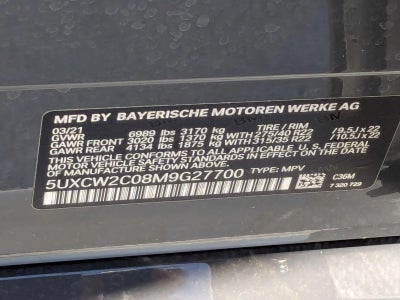 MFD BY BAYERISCHE MOTOREN WERKE AG
03/21 TIRE / RIM
GVWR 6989 lbs 3170 kg
GAWR FRONT 3020 lbs 1370 kg WITH 275/40 R22 / 9.5J x 22
GAWR REAR 4134 lbs 1875 kg WITH 315/35 R22 / 10.5J x 22
THIS VEHICLE CONFORMS TO ALL APPLICABLE FEDERAL MOTOR
VEHICLE SAFETY STANDARDS IN EFFECT ON THE
DATE OF MANUFACTURE SHOWN ABOVE.
5UXCW2C08M9G27700 TYPE: MPV C36M
7 320 729